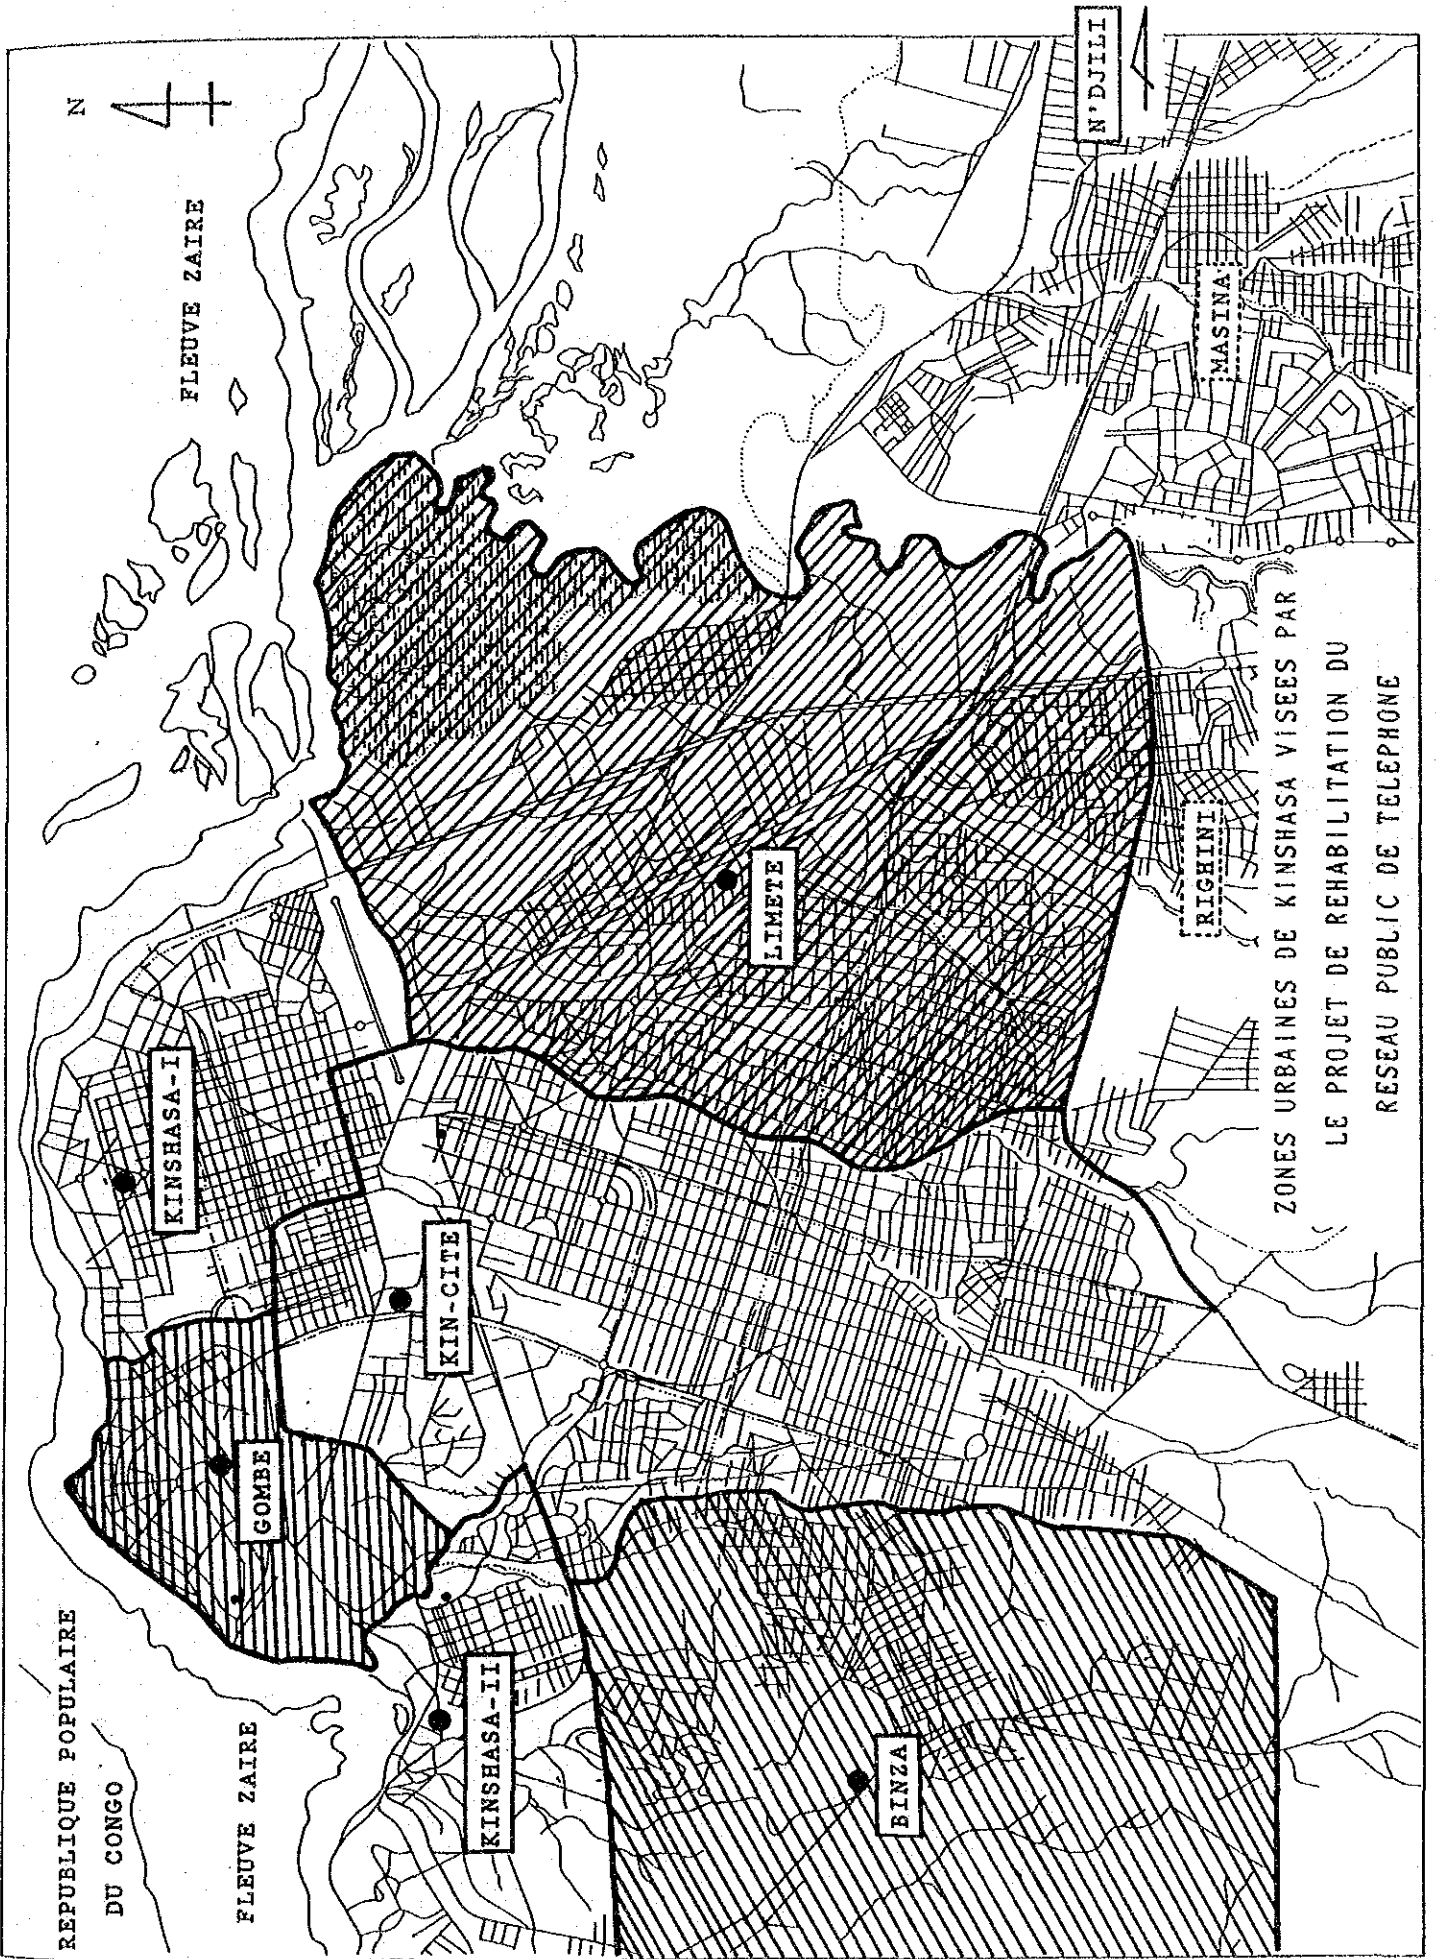 REPUBLIQUE POPULAIRE
DU CONGO
FLEUVE ZAIRE
FLEUVE ZAIRE
N
KINSHASA-I
GOMBE
KIN-CITE
KINSHASA-II
LIMETE
BINZA
N'DJILI
MASINA
RIGHINI
ZONES URBAINES DE KINSHASA VISEES PAR
LE PROJET DE REHABILITATION DU
RESEAU PUBLIC DE TELEPHONE